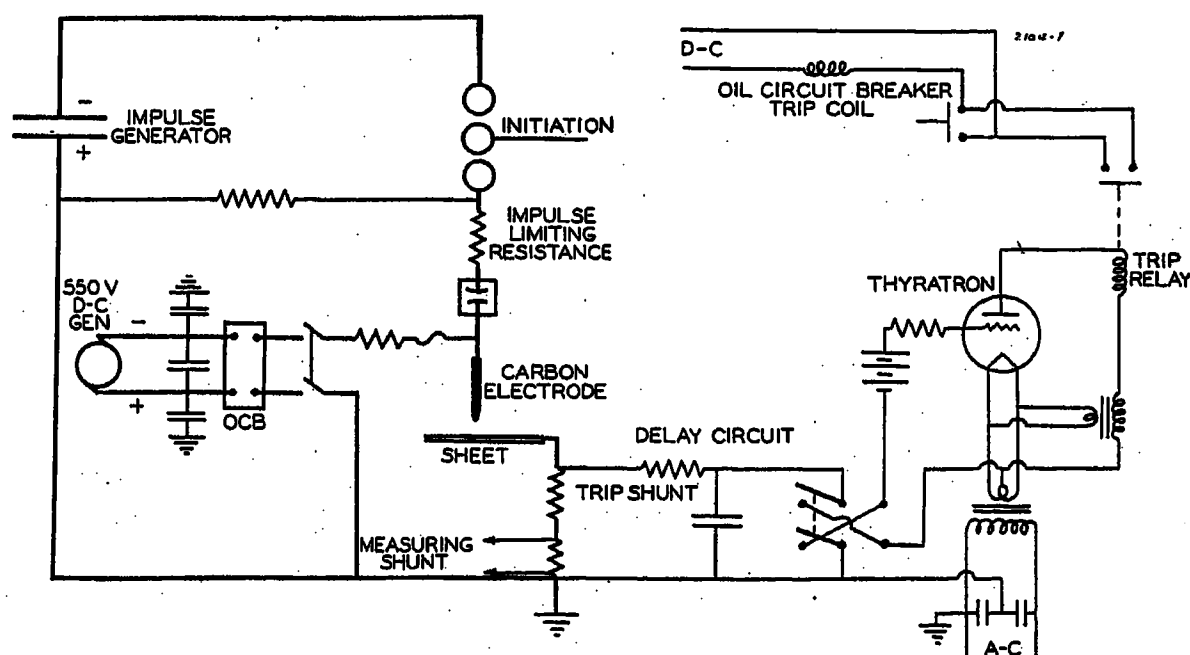 D-C
OIL CIRCUIT BREAKER
TRIP COIL
-
IMPULSE
GENERATOR
+
INITIATION
IMPULSE
LIMITING
RESISTANCE
550 V
D-C
GEN
-
+
OCB
CARBON
ELECTRODE
SHEET
THYRATRON
TRIP
RELAY
DELAY CIRCUIT
TRIP SHUNT
MEASURING
SHUNT
A-C